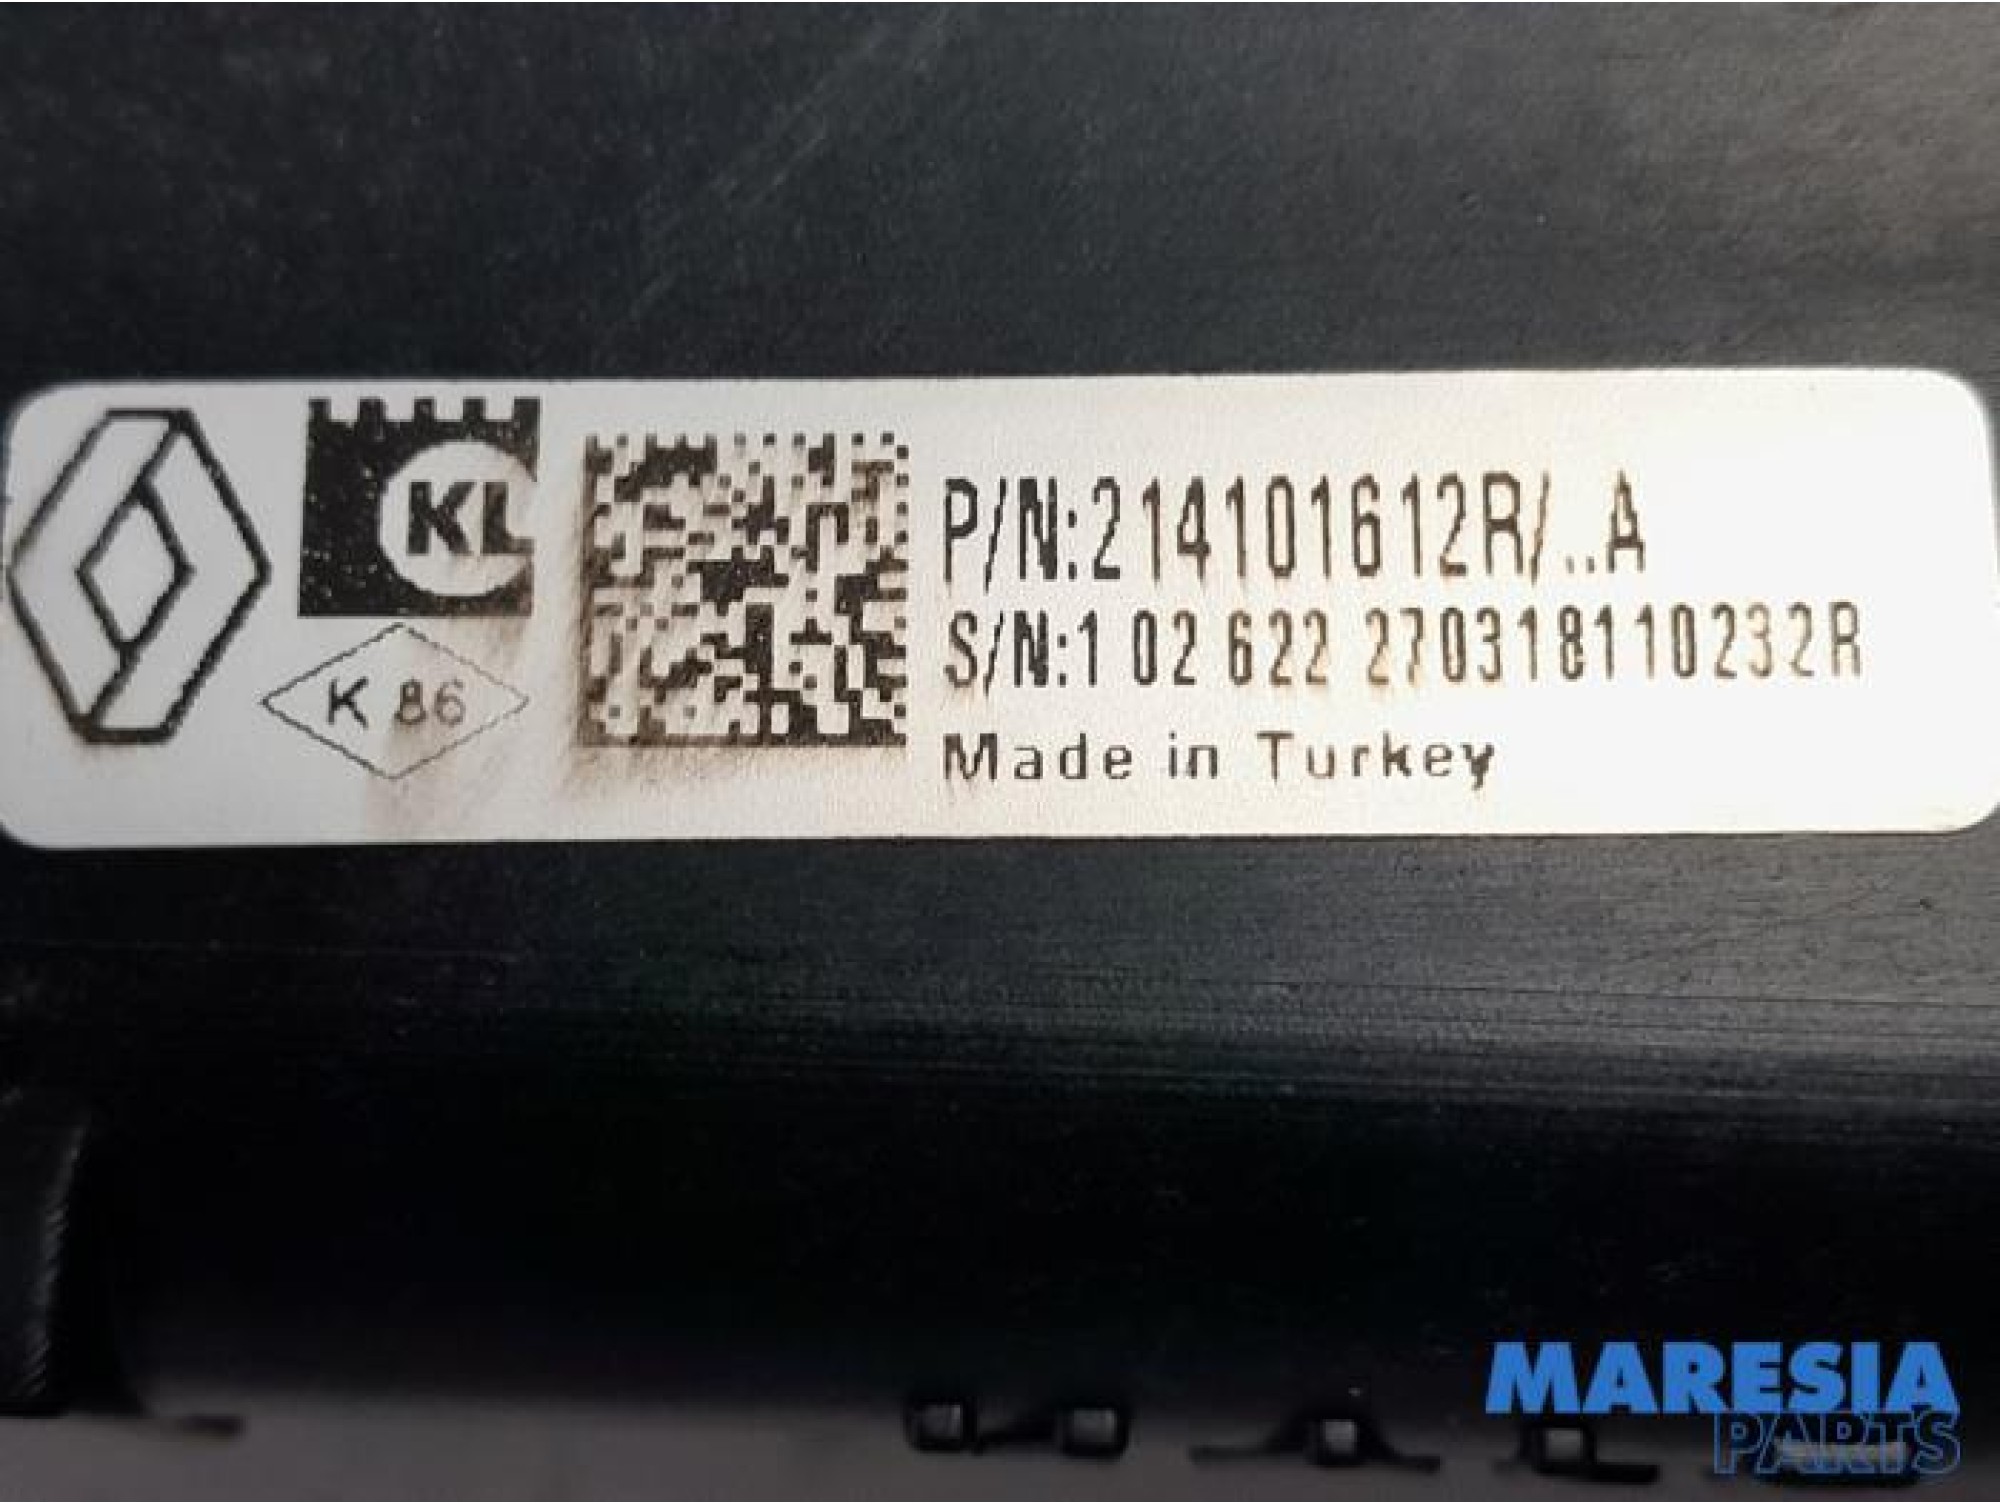 KL
K 86
P/N:214101612R/..A
S/N:1 02 622 270318110232R
Made in Turkey
MARESIA
PARTS